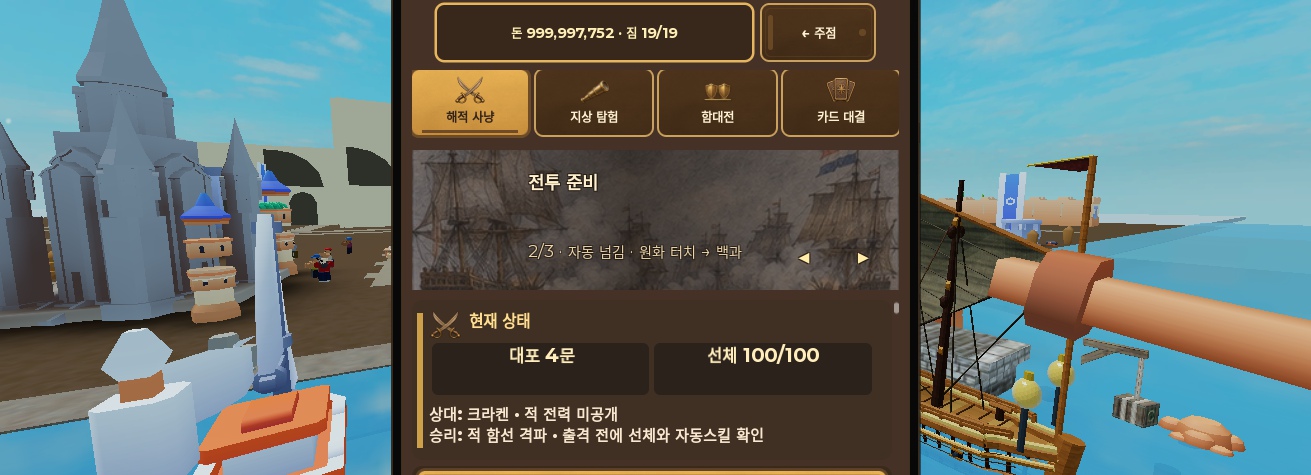 돈 999,997,752 · 짐 19/19
← 주점
해적 사냥
지상 탐험
함대전
카드 대결
전투 준비
2/3 · 자동 넘김 · 원화 터치 → 백과
◀ ▶
현재 상태
대포 4문
선체 100/100
상대: 크라켄 • 적 전력 미공개
승리: 적 함선 격파 • 출격 전에 선체와 자동스킬 확인